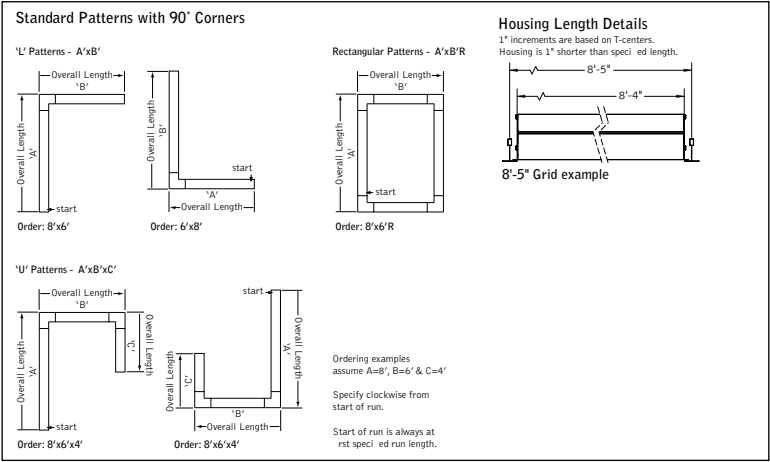 Standard Patterns with 90° Corners
‘L’ Patterns - A’xB’
Overall Length
‘B’
Overall Length
‘A’
start
Order: 8’x6’
Overall Length
‘B’
start
‘A’
Overall Length
Order: 6’x8’
Rectangular Patterns - A’xB’R
Overall Length
‘B’
Overall Length
‘A’
start
Order: 8’x6’R
Housing Length Details
1" increments are based on T-centers.
Housing is 1" shorter than speci ed length.
8'-5"
8'-4"
8'-5" Grid example
‘U’ Patterns - A’xB’xC’
Overall Length
‘B’
Overall Length
‘A’
‘C’
Overall Length
start
Order: 8’x6’x4’
start
Overall Length
‘C’
‘A’
Overall Length
‘B’
Overall Length
Order: 8’x6’x4’
Ordering examples
assume A=8’, B=6’ & C=4’
Specify clockwise from
start of run.
Start of run is always at
rst speci ed run length.